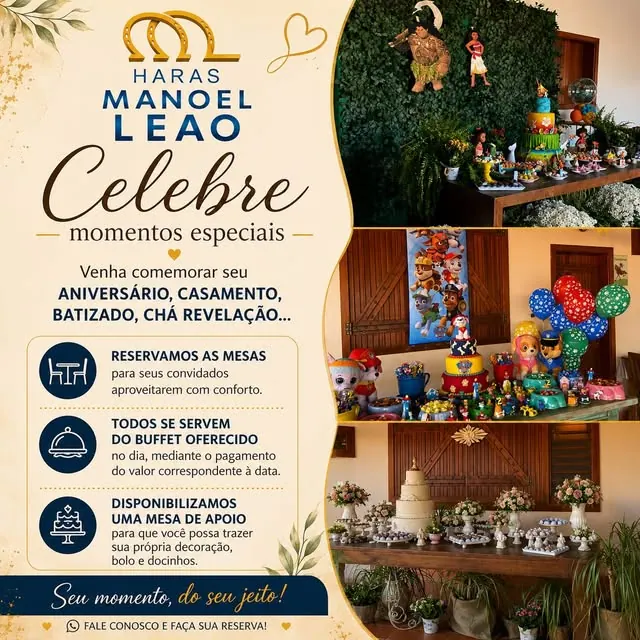 HARAS
MANOEL
LEAO
Celebre
momentos especiais
Venha comemorar seu
ANIVERSÁRIO, CASAMENTO,
BATIZADO, CHÁ REVELAÇÃO...
RESERVAMOS AS MESAS
para seus convidados
aproveitarem com conforto.
TODOS SE SERVEM
DO BUFFET OFERECIDO
no dia, mediante o pagamento
do valor correspondente à data.
DISPONIBILIZAMOS
UMA MESA DE APOIO
para que você possa trazer
sua própria decoração,
bolo e docinhos.
Seu momento, do seu jeito!
FALE CONOSCO E FAÇA SUA RESERVA!